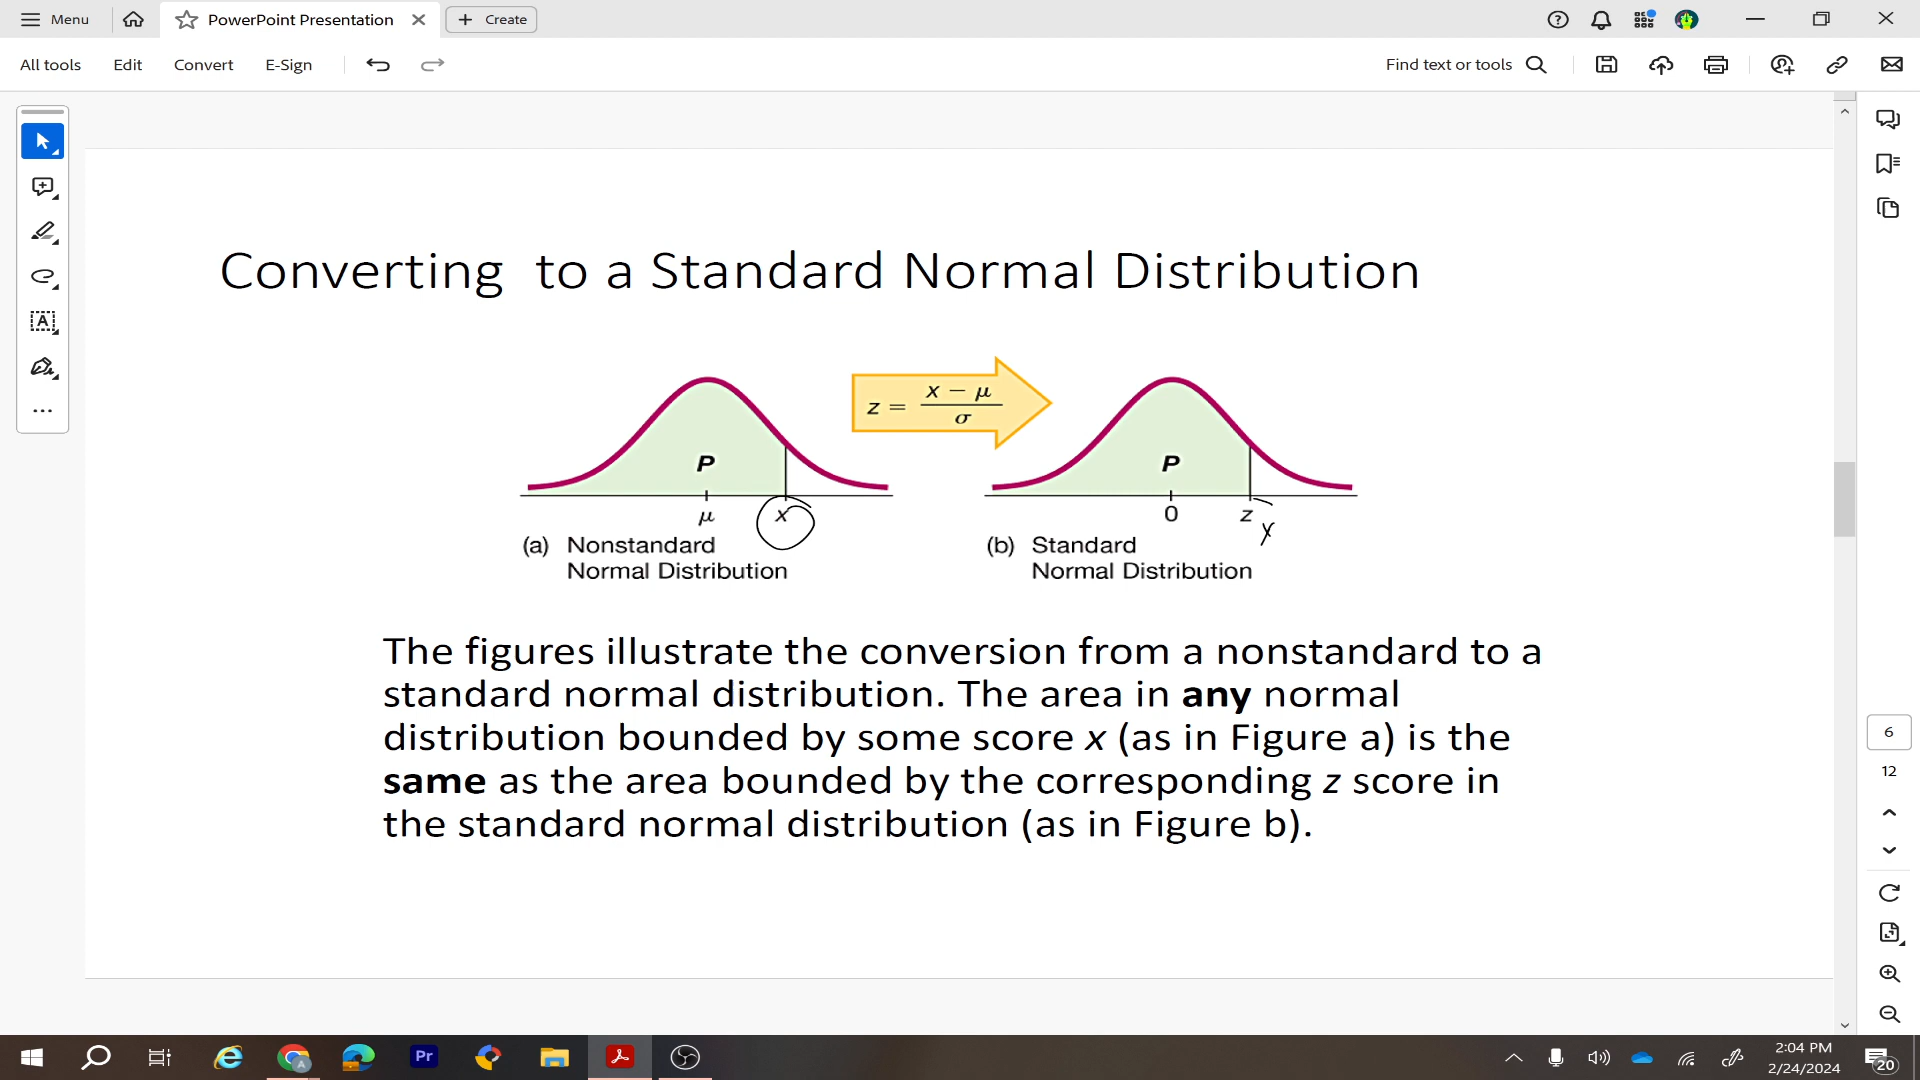 Menu
PowerPoint Presentation
Create
All tools
Edit
Convert
E-Sign
Find text or tools
Converting to a Standard Normal Distribution
z = x − μ
σ
P
P
μ
x
0
z
x
(a) Nonstandard
Normal Distribution
(b) Standard
Normal Distribution
The figures illustrate the conversion from a nonstandard to a
standard normal distribution. The area in any normal
distribution bounded by some score x (as in Figure a) is the
same as the area bounded by the corresponding z score in
the standard normal distribution (as in Figure b).
6
12
A
Pr
A
2:04 PM
2/24/2024
20